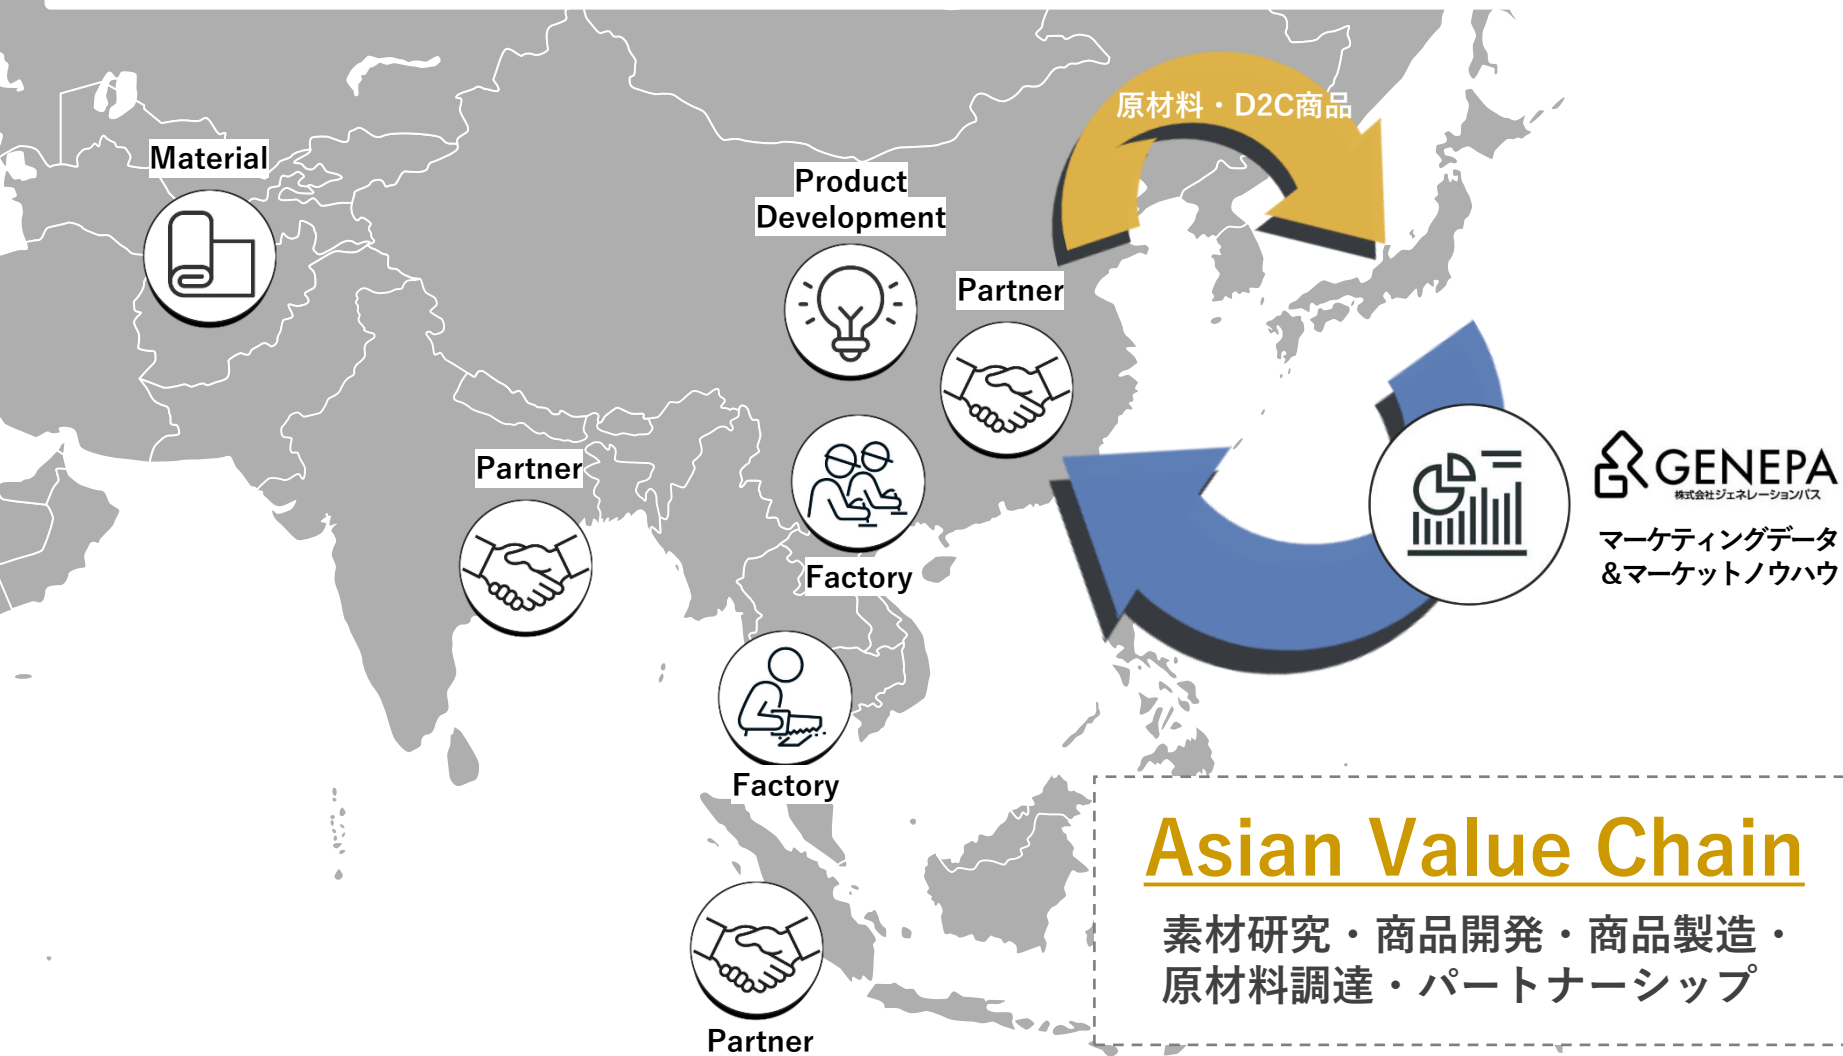 原材料・D2C商品
Material
Product
Development
Partner
Partner
Factory
Factory
Partner
GENEPA
株式会社ジェネレーションパス
マーケティングデータ
&マーケットノウハウ
Asian Value Chain
素材研究・商品開発・商品製造・
原材料調達・パートナーシップ